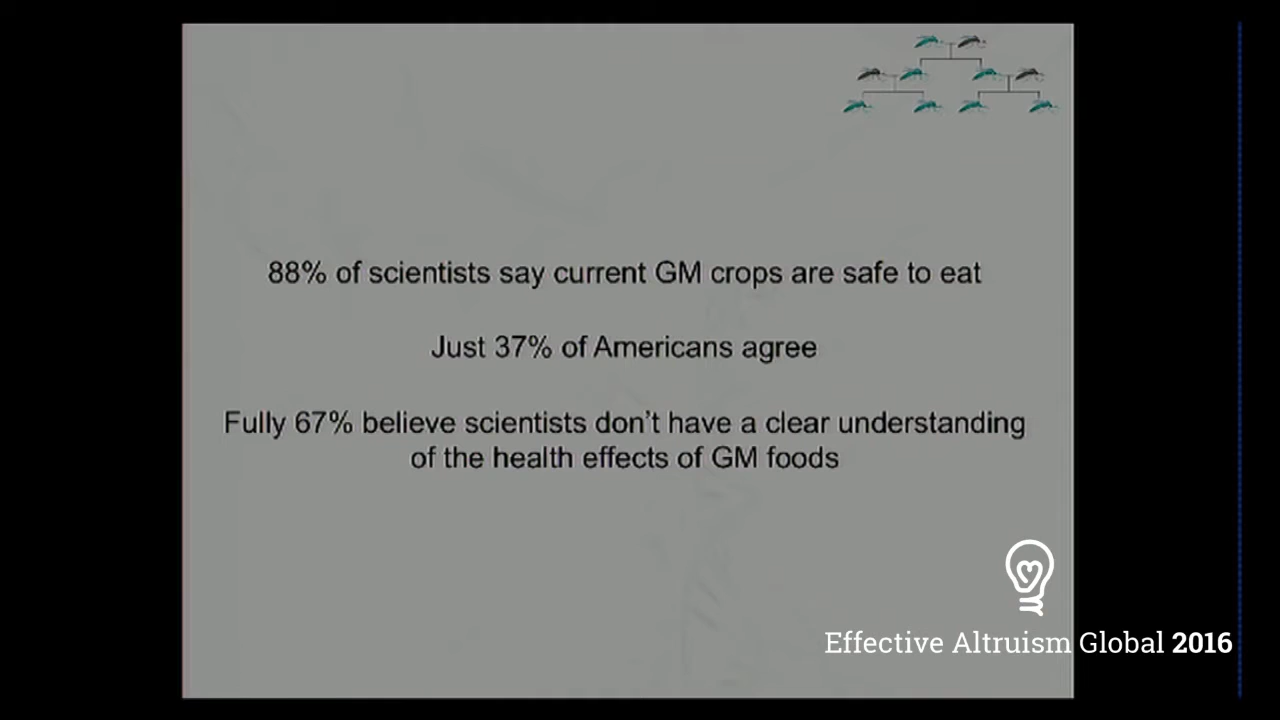 88% of scientists say current GM crops are safe to eat
Just 37% of Americans agree
Fully 67% believe scientists don't have a clear understanding
of the health effects of GM foods
Effective Altruism Global 2016